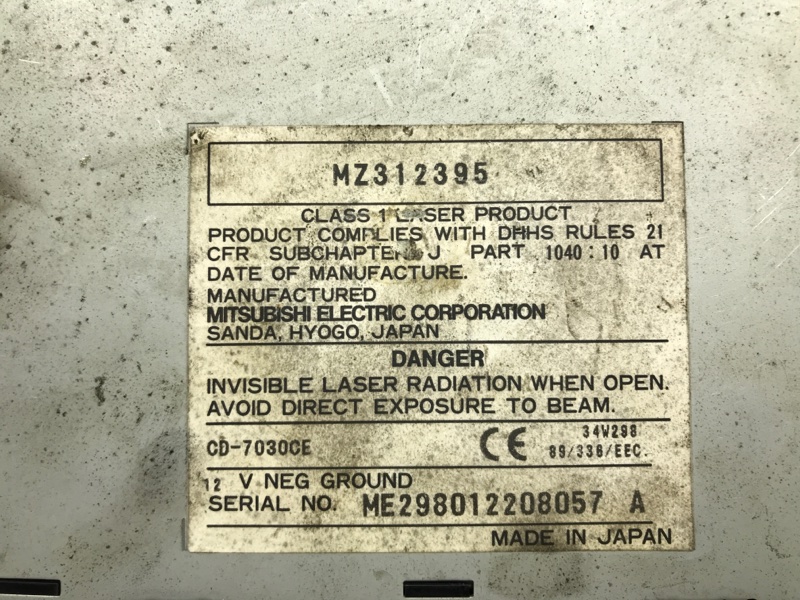 MZ312395
CLASS 1 LASER PRODUCT
PRODUCT COMPLIES WITH DHHS RULES 21
CFR SUBCHAPTER J PART 1040:10 AT
DATE OF MANUFACTURE.
MANUFACTURED
MITSUBISHI ELECTRIC CORPORATION
SANDA, HYOGO, JAPAN
DANGER
INVISIBLE LASER RADIATION WHEN OPEN.
AVOID DIRECT EXPOSURE TO BEAM.
CD-7030CE CE 34W298
89/336/EEC.
12 V NEG GROUND
SERIAL NO. ME298012208057 A
MADE IN JAPAN